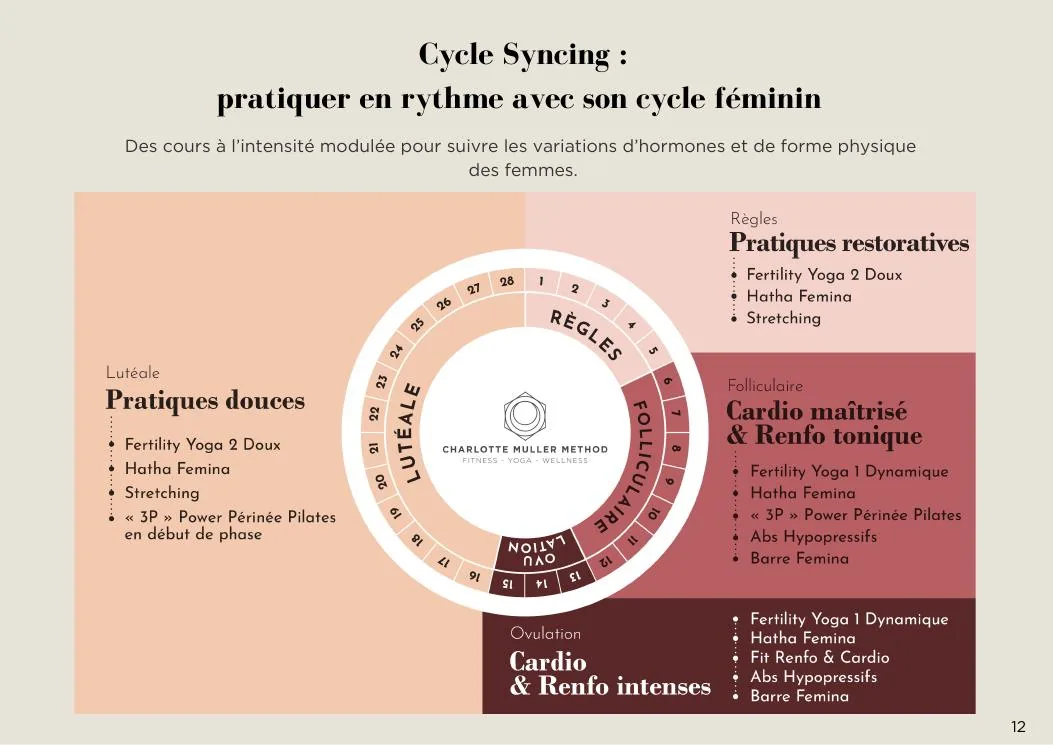 Cycle Syncing :
pratiquer en rythme avec son cycle féminin
Des cours à l'intensité modulée pour suivre les variations d'hormones et de forme physique
des femmes.
Règles
Pratiques restoratives
• Fertility Yoga 2 Doux
• Hatha Femina
• Stretching
Folliculaire
Cardio maîtrisé
& Renfo tonique
• Fertility Yoga 1 Dynamique
• Hatha Femina
• « 3P » Power Périnée Pilates
• Abs Hypopressifs
• Barre Femina
Ovulation
Cardio
& Renfo intenses
• Fertility Yoga 1 Dynamique
• Hatha Femina
• Fit Renfo & Cardio
• Abs Hypopressifs
• Barre Femina
Lutéale
Pratiques douces
• Fertility Yoga 2 Doux
• Hatha Femina
• Stretching
• « 3P » Power Périnée Pilates
en début de phase
1 2 3 4 5 6 7 8 9 10 11 12 13 14 15 16 17 18 19 20 21 22 23 24 25 26 27 28
RÈGLES
FOLLICULAIRE
OVU
LATION
LUTÉALE
CHARLOTTE MULLER METHOD
FITNESS - YOGA - WELLNESS
12